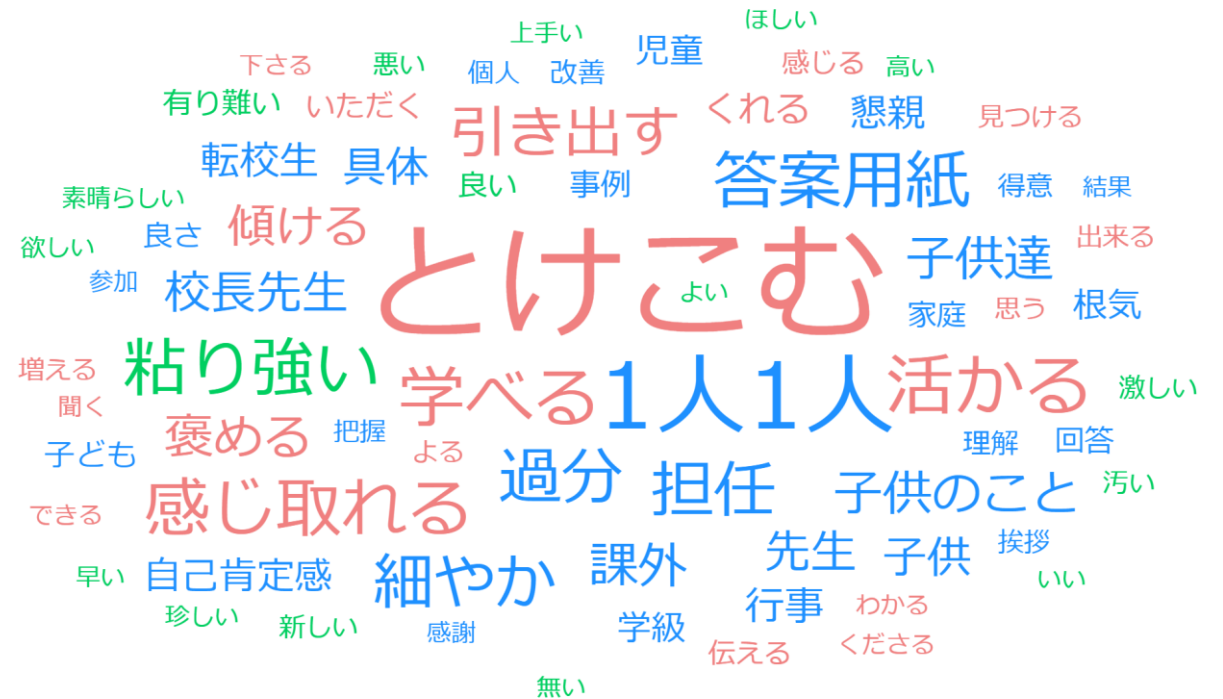 ほしい
上手い
児童
下さる
悪い
個人
改善
感じる
高い
有り難い
いただく
引き出す
くれる
懇親
見つける
転校生
具体
良い
事例
答案用紙
得意
結果
素晴らしい
良さ
傾ける
とけこむ
子供達
出来る
欲しい
参加
校長先生
よい
家庭
思う
根気
増える
粘り強い
学べる
1人1人
活かる
激しい
聞く
褒める
把握
よる
理解
回答
子ども
感じ取れる
過分
担任
子供のこと
汚い
できる
早い
自己肯定感
細やか
課外
先生
子供
挨拶
いい
珍しい
新しい
感謝
学級
行事
わかる
伝える
くださる
無い